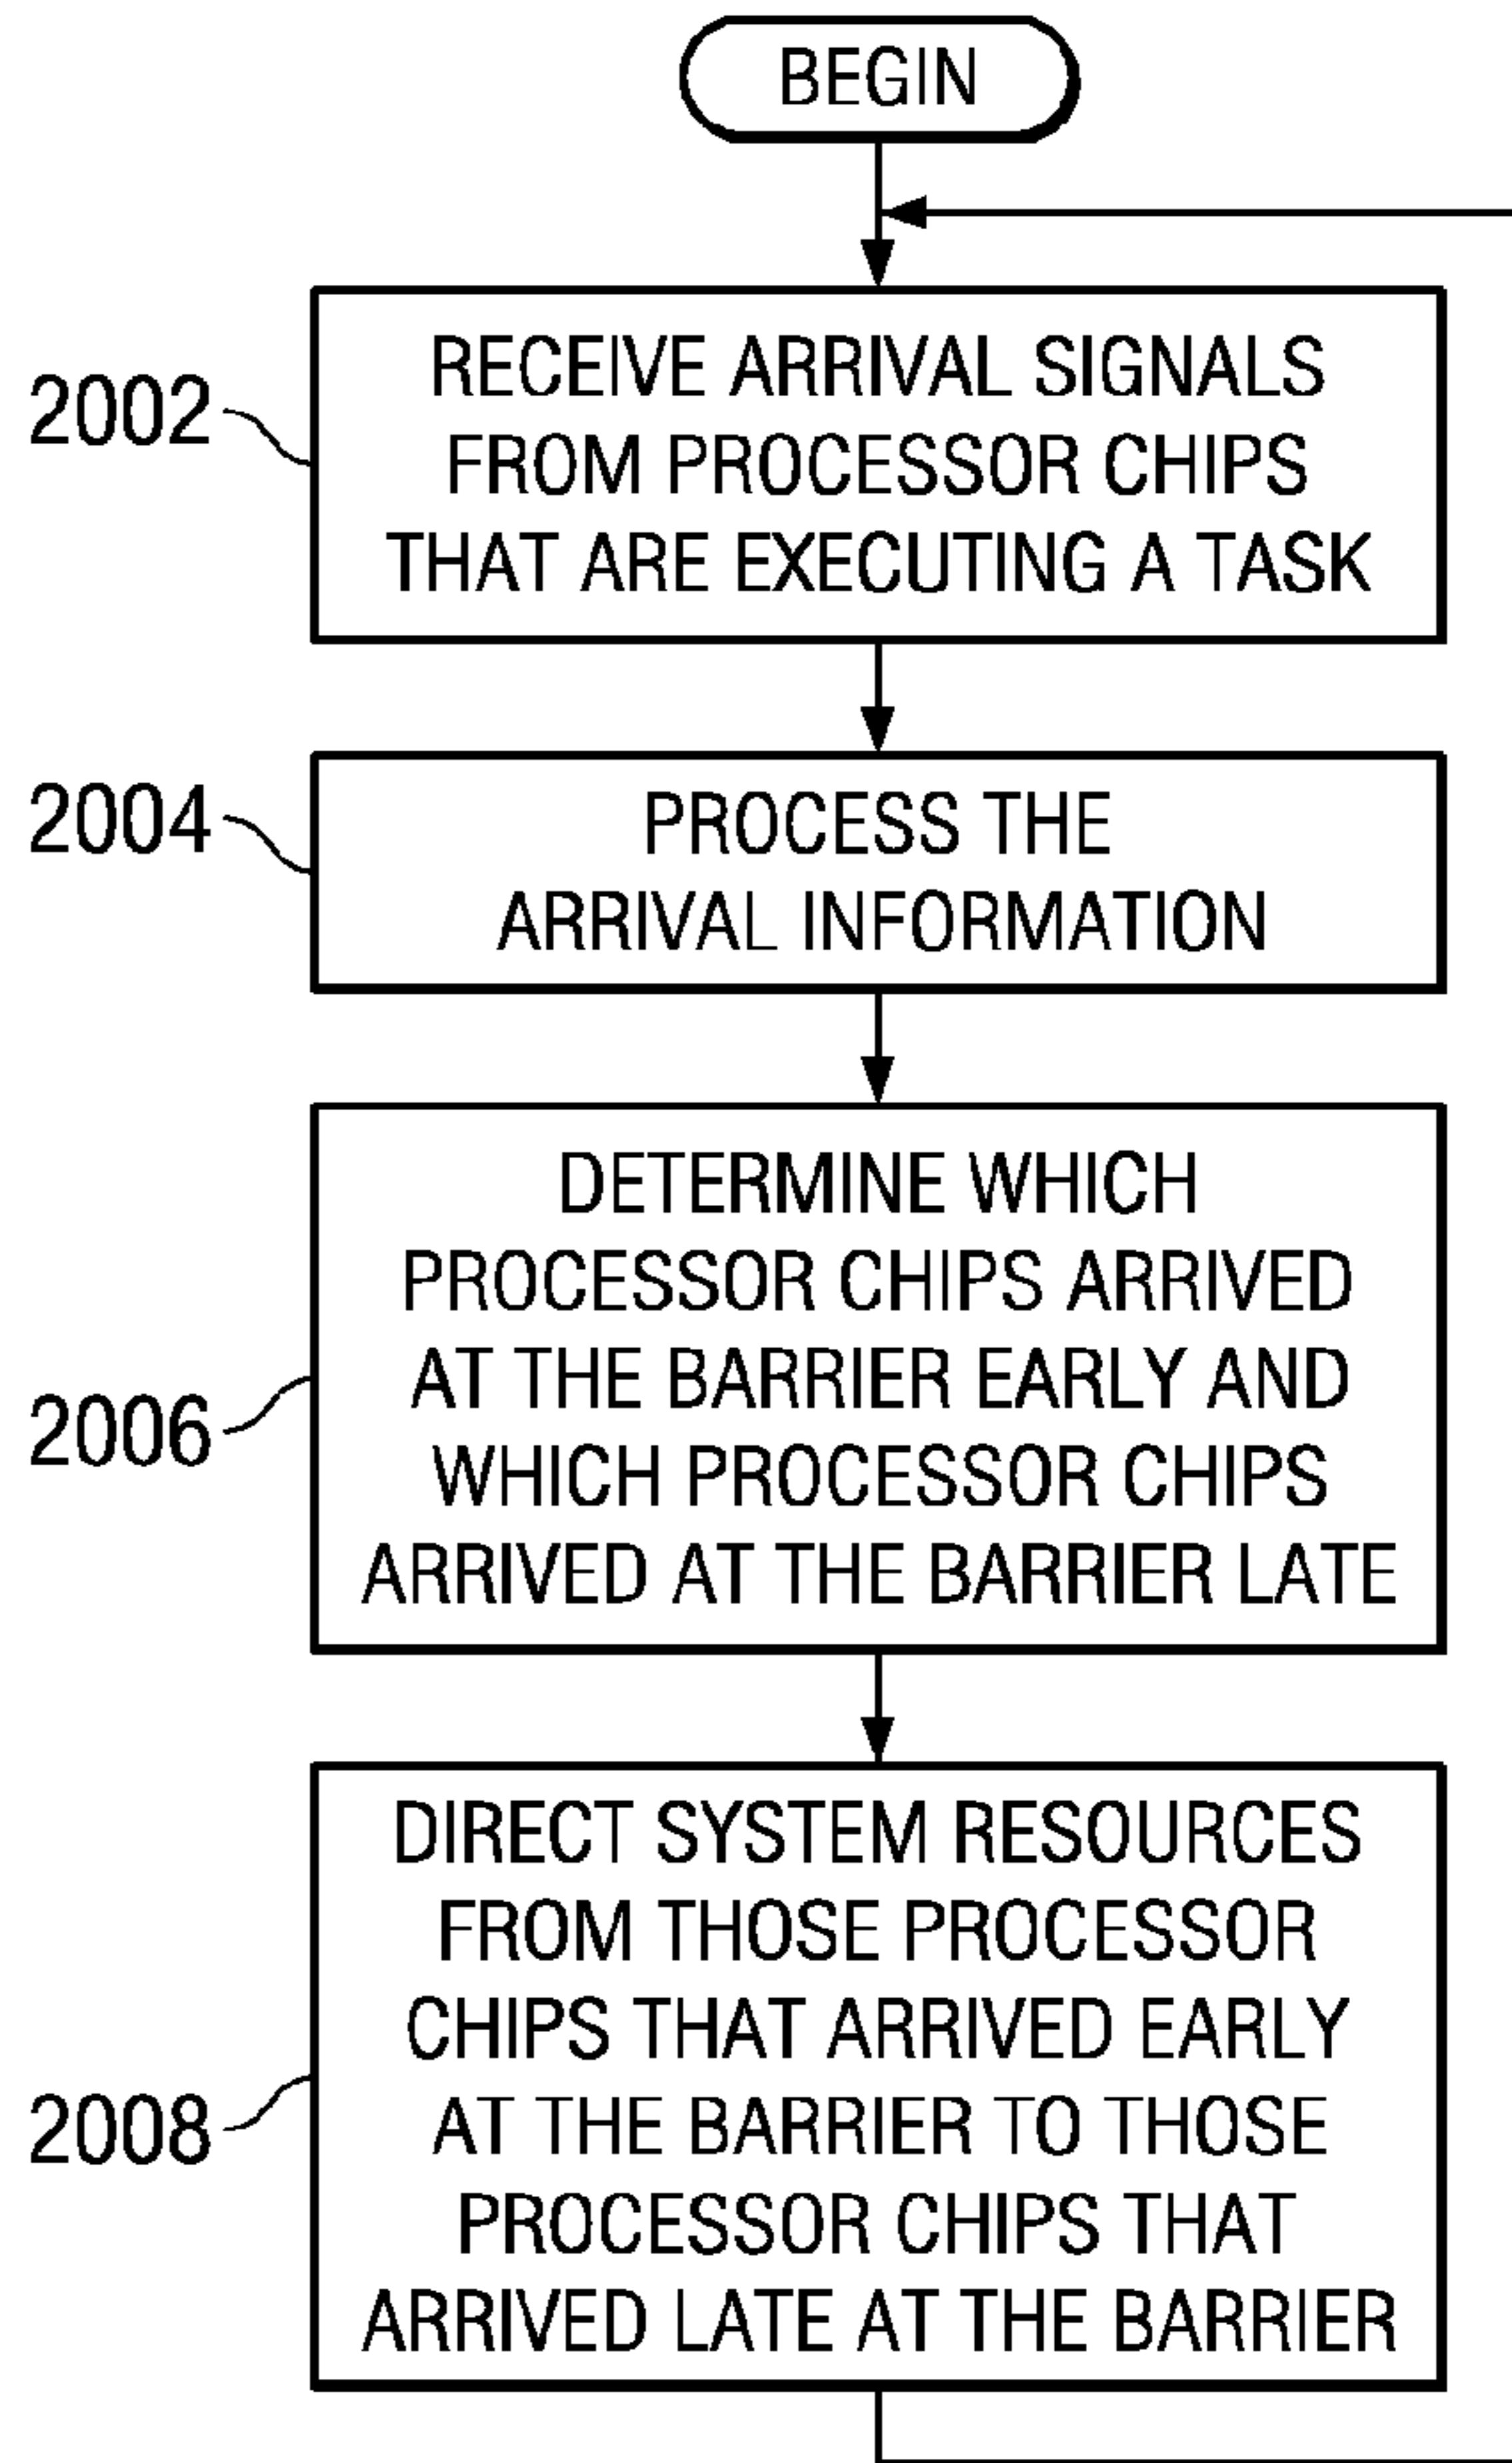 BEGIN
2002
RECEIVE ARRIVAL SIGNALS
FROM PROCESSOR CHIPS
THAT ARE EXECUTING A TASK
2004
PROCESS THE
ARRIVAL INFORMATION
2006
DETERMINE WHICH
PROCESSOR CHIPS ARRIVED
AT THE BARRIER EARLY AND
WHICH PROCESSOR CHIPS
ARRIVED AT THE BARRIER LATE
2008
DIRECT SYSTEM RESOURCES
FROM THOSE PROCESSOR
CHIPS THAT ARRIVED EARLY
AT THE BARRIER TO THOSE
PROCESSOR CHIPS THAT
ARRIVED LATE AT THE BARRIER